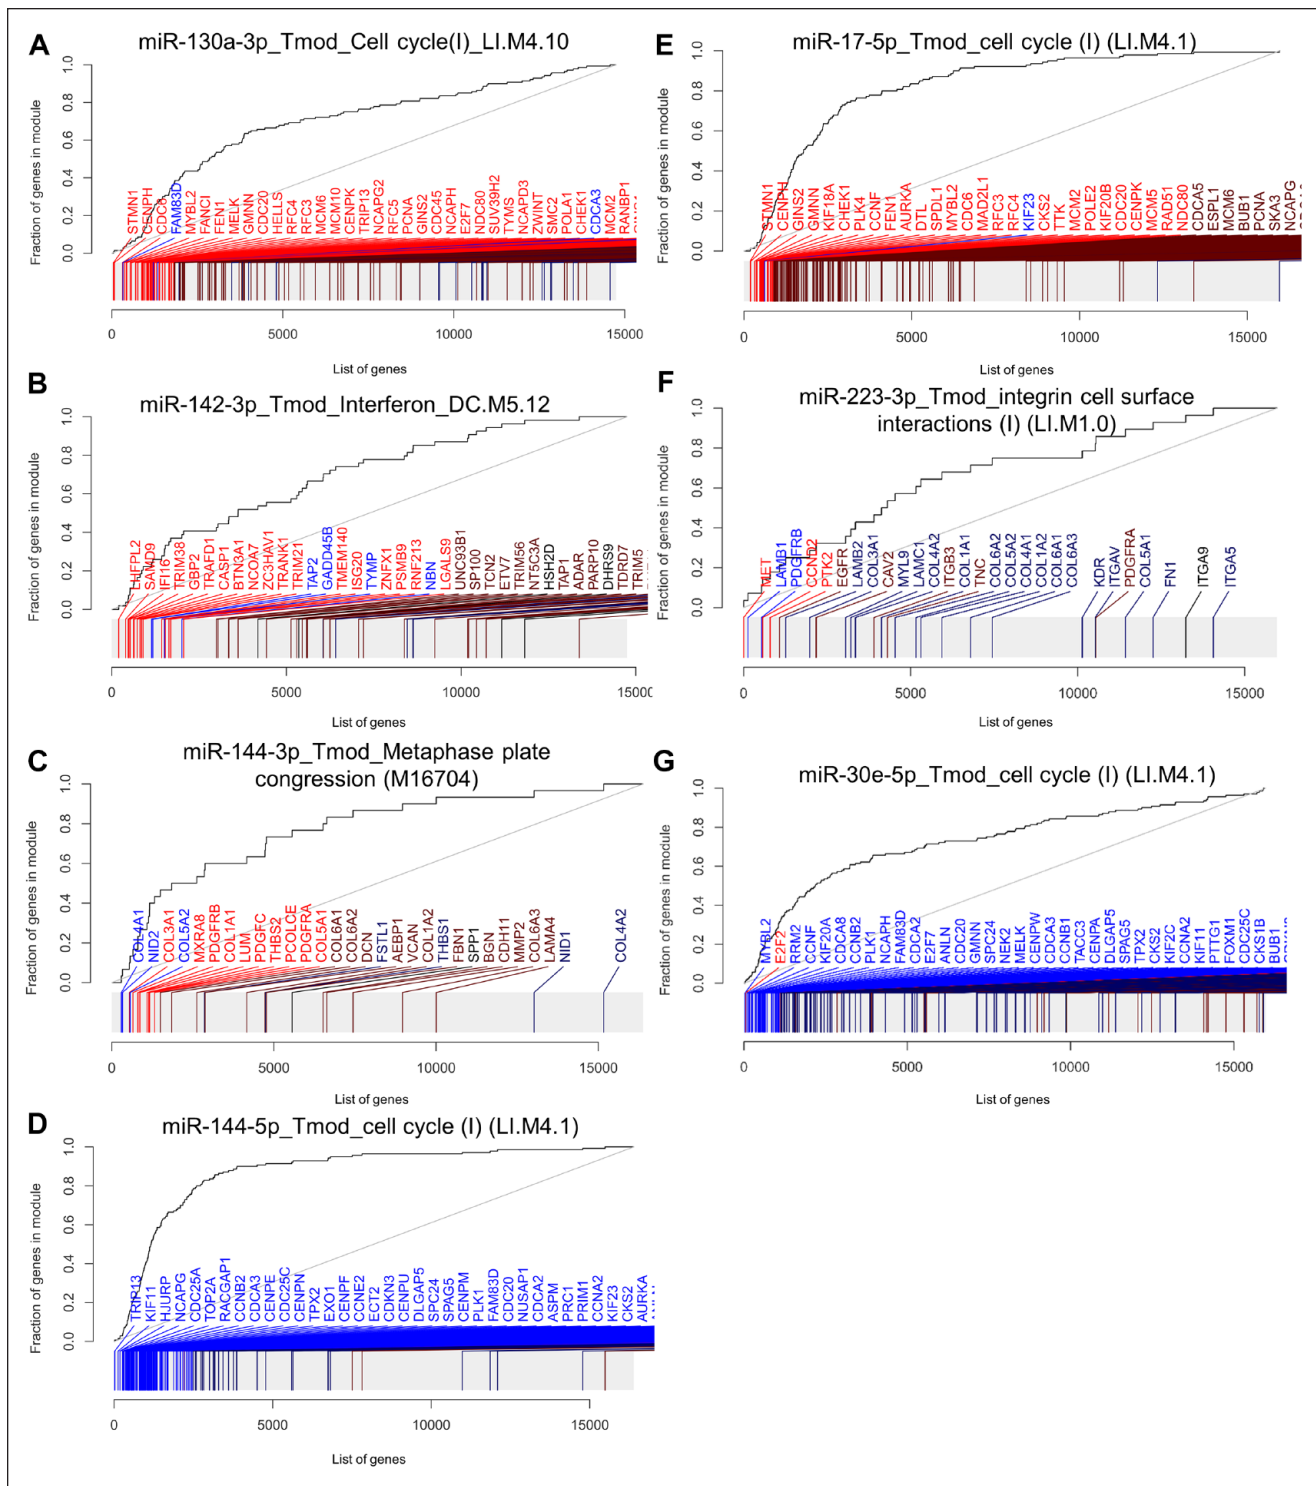 A
miR-130a-3p_Tmod_Cell cycle(I)_LI.M4.10
Fraction of genes in module
0.0 0.2 0.4 0.6 0.8 1.0
STMN1
CENPH
CDC6
FAM83D
MYBL2
FANCI
FEN1
MELK
GMNN
CDC20
HELLS
RFC4
RFC3
MCM6
MCM10
CENPK
TRP13
NCAPG2
RFC5
PCNA
GINS2
CDC45
NCAPH
E2F7
NDC80
SUV39H2
TYMS
NCAPD3
ZWINT
SMC2
POLA1
CHEK1
CDCA3
MCM2
RANBP1
0 5000 10000 15000
List of genes
B
miR-142-3p_Tmod_Interferon_DC.M5.12
Fraction of genes in module
0.0 0.2 0.4 0.6 0.8 1.0
LHFPL2
SAMD9
IFI16
TRIM38
GBP2
TRAFD1
CASP1
BTN3A1
NCOA7
ZC3HAV1
TRANK1
TRIM21
TAP2
GADD45B
TMEM140
ISG20
TYMP
ZNFX1
PSMB9
RNF213
NBN
LGALS9
UNC93B1
SP100
TCN2
ETV7
TRIM56
NT5C3A
HSH2D
TAP1
ADAR
PARP10
DHRS9
TDRD7
TRIM5
0 5000 10000 15000
List of genes
C
miR-144-3p_Tmod_Metaphase plate
congression (M16704)
Fraction of genes in module
0.0 0.2 0.4 0.6 0.8 1.0
COL4A1
NID2
COL3A1
COL5A2
MXRA8
PDGFRB
COL1A1
LUM
PDGFC
THBS2
PCOLCE
PDGFRA
COL5A1
COL6A1
COL6A2
DCN
FSTL1
AEBP1
VCAN
COL1A2
THBS1
FBN1
SPP1
BGN
CDH11
MMP2
COL6A3
LAMA4
NID1
COL4A2
0 5000 10000 15000
List of genes
D
miR-144-5p_Tmod_cell cycle (I) (LI.M4.1)
Fraction of genes in module
0.0 0.2 0.4 0.6 0.8 1.0
TRIP13
KIF11
HJURP
NCAPG
CDC25A
TOP2A
RACGAP1
CCNB2
CDCA3
CENPE
CDC25C
CENPN
TPX2
EXO1
CENPF
CCNE2
ECT2
CDKN3
CENPU
DLGAP5
SPC24
SPAG5
CENPM
PLK1
FAM83D
CDC20
NUSAP1
CDCA2
ASPM
PRC1
PRIM1
CCNA2
KIF23
CKS2
AURKA
0 5000 10000 15000
List of genes
E
miR-17-5p_Tmod_cell cycle (I) (LI.M4.1)
Fraction of genes in module
0.0 0.2 0.4 0.6 0.8 1.0
STMN1
CENPH
GINS2
GMNN
KIF18A
CHEK1
PLK4
CCNF
FEN1
AURKA
DTL
SPDL1
MYBL2
CDC6
MAD2L1
RFC3
RFC4
KIF23
CKS2
TTK
MCM2
POLE2
KIF20B
CDC20
CENPK
MCM5
RAD51
NDC80
CDCA5
ESPL1
MCM6
BUB1
PCNA
SKA3
NCAPG
0 5000 10000 15000
List of genes
F
miR-223-3p_Tmod_integrin cell surface
interactions (I) (LI.M1.0)
Fraction of genes in module
0.0 0.2 0.4 0.6 0.8 1.0
MET
LAMB1
PDGFRB
CCND2
PTK2
EGFR
LAMB2
COL3A1
CAV2
MYL9
LAMC1
COL4A2
ITGB3
COL1A1
TNC
COL6A2
COL5A2
COL4A1
COL1A2
COL6A1
COL6A3
KDR
ITGAV
PDGFRA
COL5A1
FN1
ITGA9
ITGA5
0 5000 10000 15000
List of genes
G
miR-30e-5p_Tmod_cell cycle (I) (LI.M4.1)
Fraction of genes in module
0.0 0.2 0.4 0.6 0.8 1.0
MYBL2
E2F2
RRM2
CCNF
KIF20A
CDCA8
CCNB2
PLK1
NCAPH
FAM83D
CDCA2
E2F7
ANLN
CDC20
GMNN
SPC24
NEK2
MELK
CENPW
CDCA3
CCNB1
TACC3
CENPA
DLGAP5
SPAG5
TPX2
CKS2
KIF2C
CCNA2
KIF11
PTTG1
FOXM1
CDC25C
CKS1B
BUB1
0 5000 10000 15000
List of genes